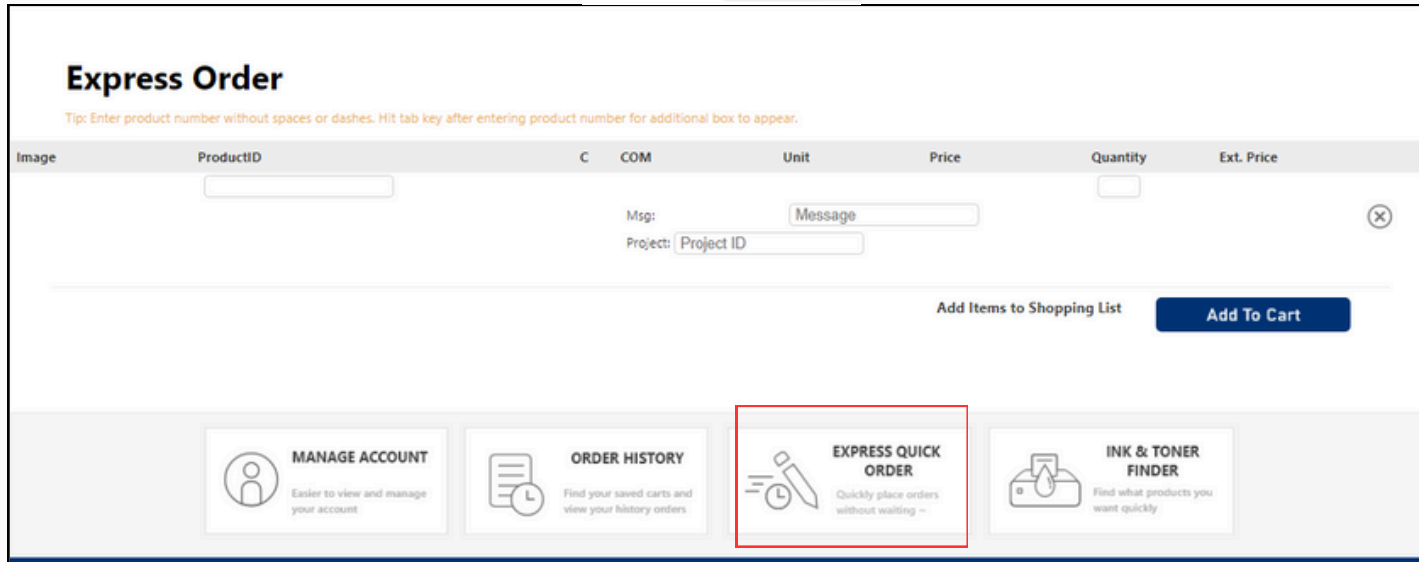 Express Order
Tip: Enter product number without spaces or dashes. Hit tab key after entering product number for additional box to appear.
Image ProductID C COM Unit Price Quantity Ext. Price
Msg: Message
Project: Project ID
Add Items to Shopping List Add To Cart
MANAGE ACCOUNT
Easier to view and manage
your account
ORDER HISTORY
Find your saved carts and
view your history orders
EXPRESS QUICK
ORDER
Quickly place orders
without waiting ~
INK & TONER
FINDER
Find what products you
want quickly